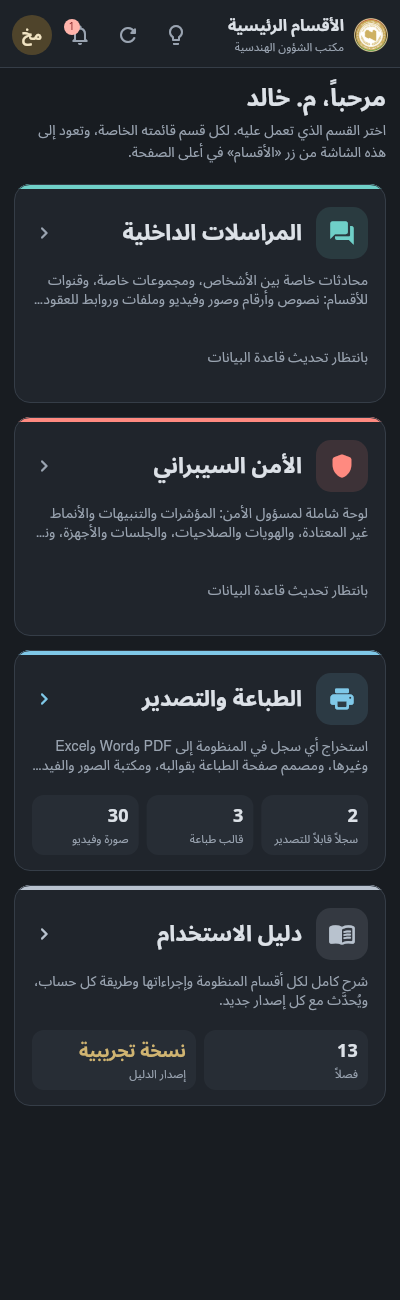 الأقسام الرئيسية
مكتب الشؤون الهندسية
1
مخ
مرحباً، م. خالد
اختر القسم الذي تعمل عليه. لكل قسم قائمته الخاصة، وتعود إلى
هذه الشاشة من زر «الأقسام» في أعلى الصفحة.
المراسلات الداخلية
محادثات خاصة بين الأشخاص، ومجموعات خاصة، وقنوات
للأقسام: نصوص وأرقام وصور وفيديو وملفات وروابط للعقود...
بانتظار تحديث قاعدة البيانات
الأمن السيبراني
لوحة شاملة لمسؤول الأمن: المؤشرات والتنبيهات والأنماط
غير المعتادة، والهويات والصلاحيات، والجلسات والأجهزة، ون...
بانتظار تحديث قاعدة البيانات
الطباعة والتصدير
استخراج أي سجل في المنظومة إلى PDF وWord وExcel
وغيرها، ومصمم صفحة الطباعة بقوالبه، ومكتبة الصور والفيد...
2
سجلاً قابلاً للتصدير
3
قالب طباعة
30
صورة وفيديو
دليل الاستخدام
شرح كامل لكل أقسام المنظومة وإجراءاتها وطريقة كل حساب،
ويُحدَّث مع كل إصدار جديد.
13
فصلاً
نسخة تجريبية
إصدار الدليل